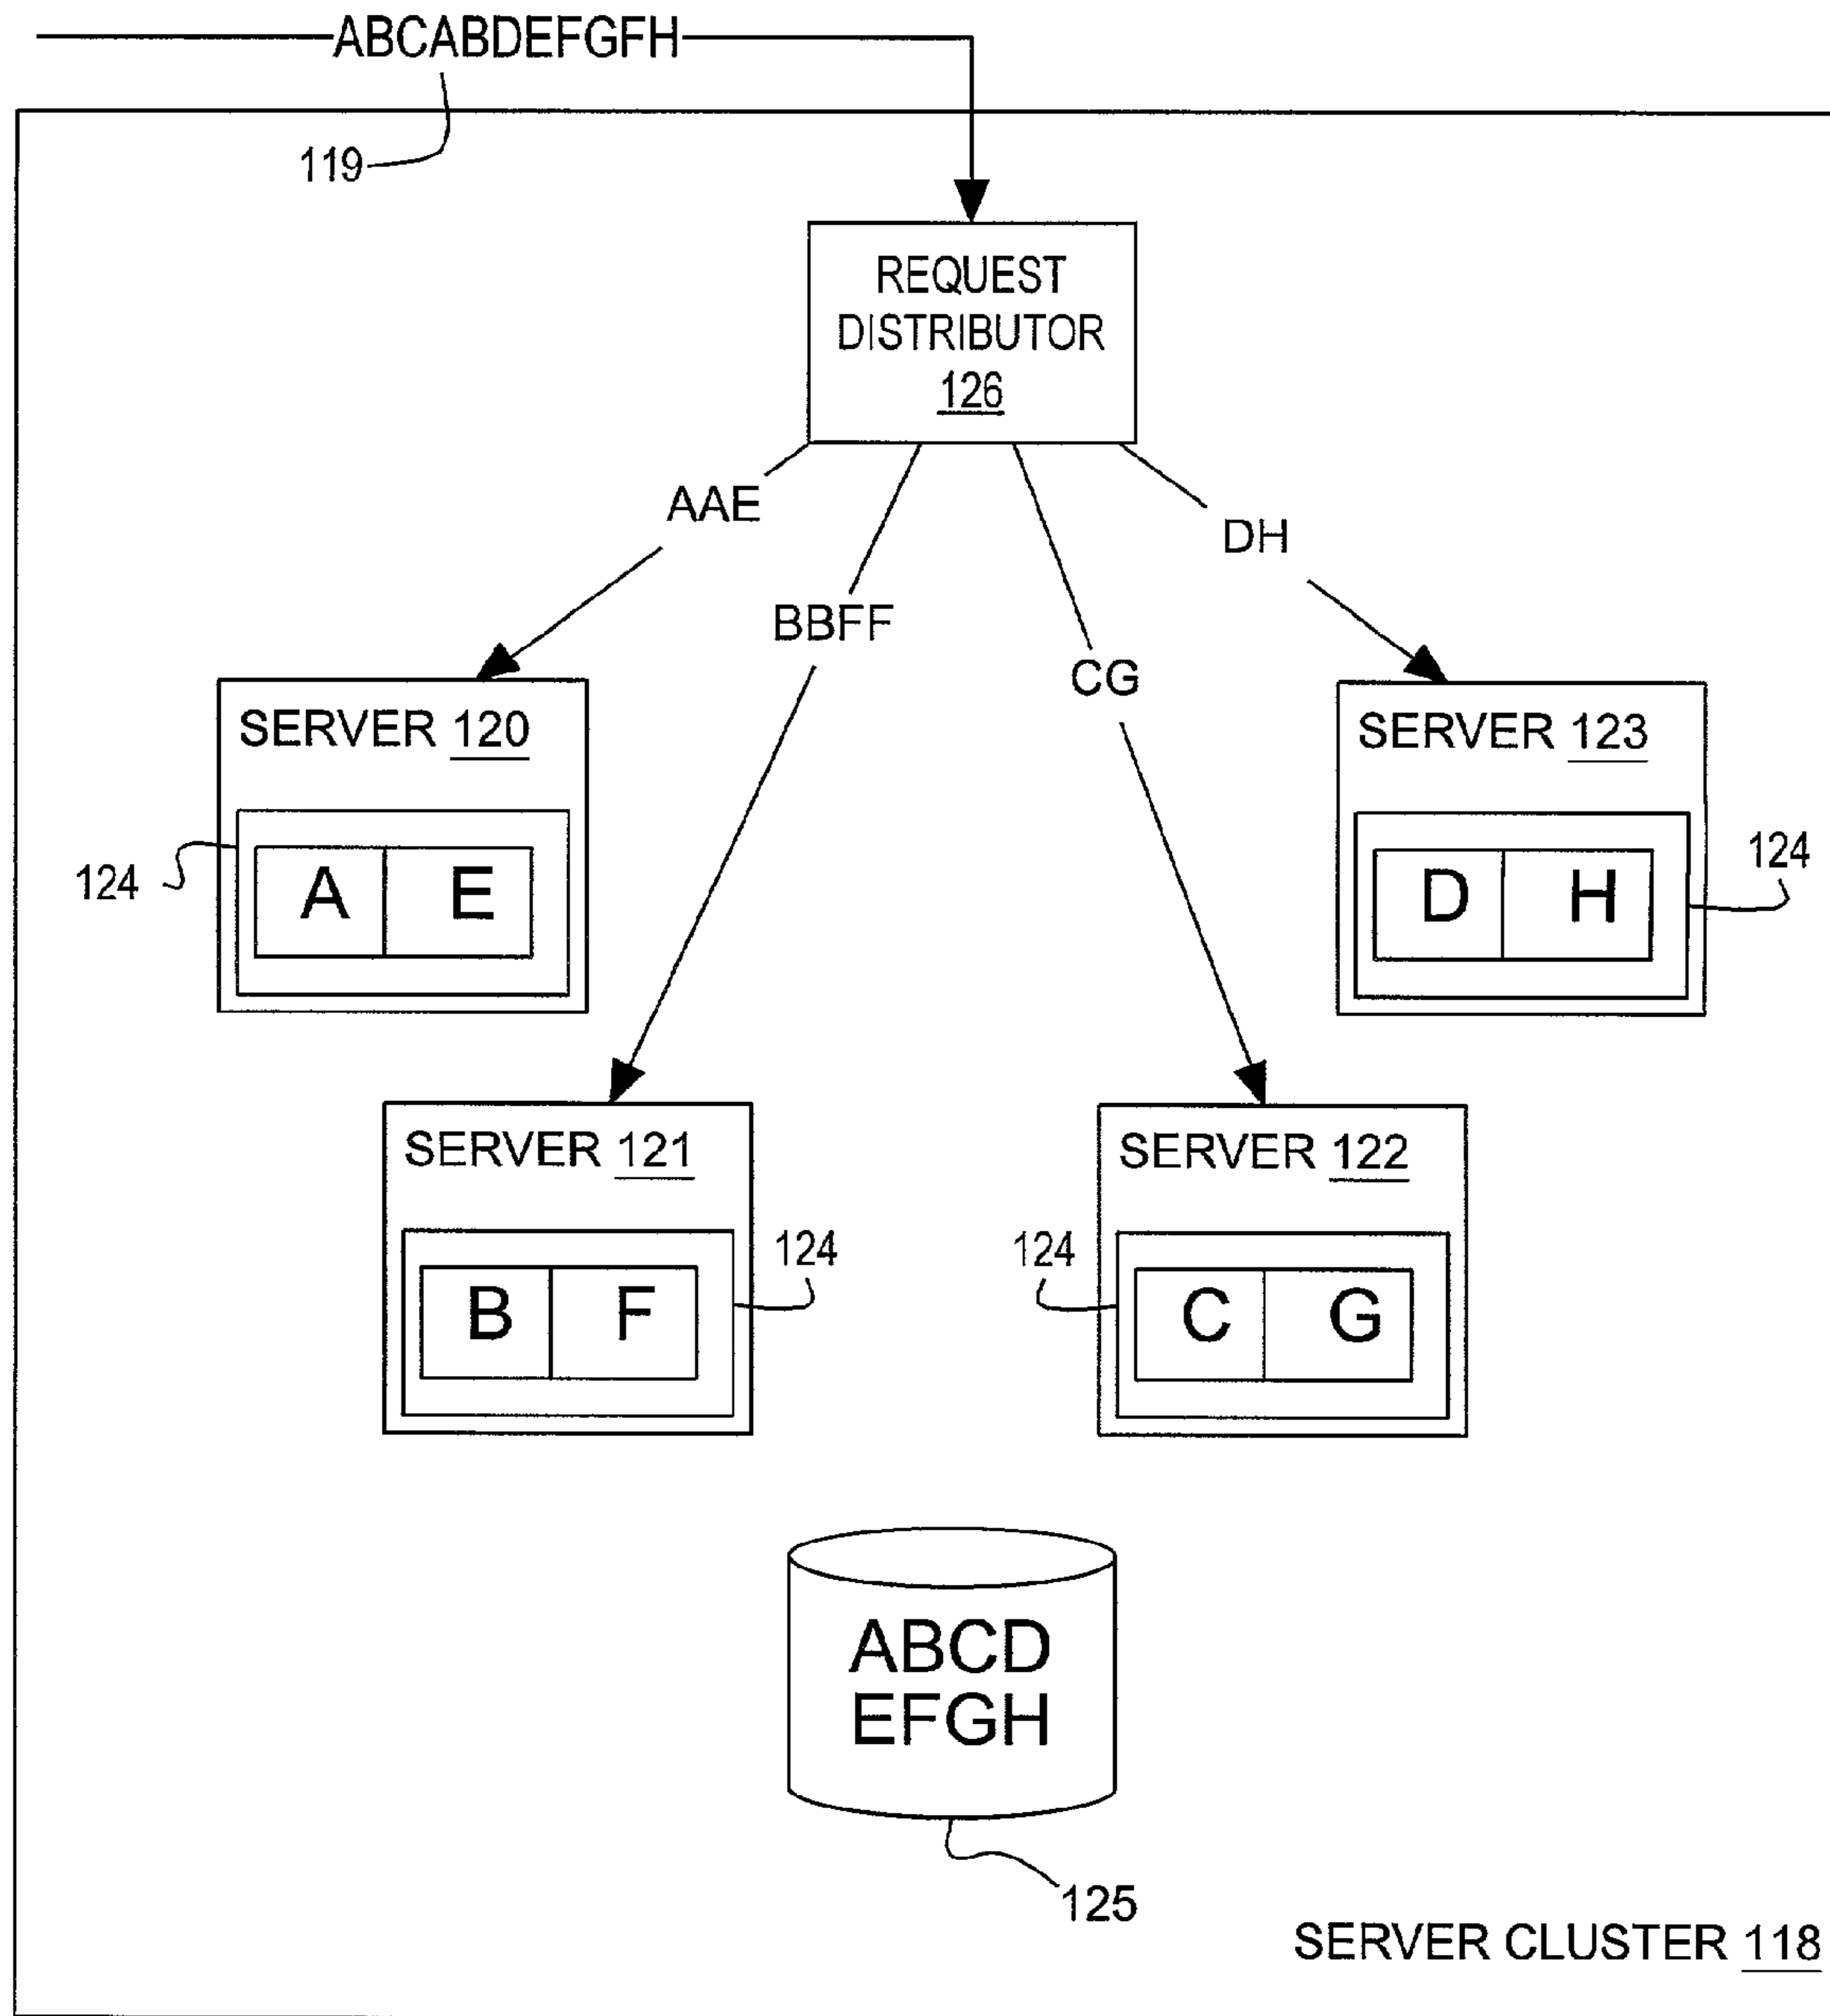 ABCABDEFGFH
119
REQUEST
DISTRIBUTOR
126
AAE
DH
BBFF
CG
SERVER 120
SERVER 123
124
A E
D H
124
SERVER 121
SERVER 122
124
124
B F
C G
ABCD
EFGH
125
SERVER CLUSTER 118